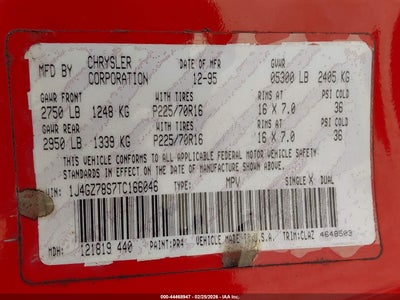 MFD BY CHRYSLER CORPORATION
DATE OF MFR 12-95
GVWR 05300 LB 2405 KG
GAWR FRONT WITH TIRES RIMS AT PSI COLD
2750 LB 1248 KG P225/70R16 16 X 7.0 36
GAWR REAR WITH TIRES RIMS AT PSI COLD
2950 LB 1339 KG P225/70R16 16 X 7.0 36
THIS VEHICLE CONFORMS TO ALL APPLICABLE FEDERAL MOTOR VEHICLE SAFETY
STANDARDS IN EFFECT ON THE DATE OF MANUFACTURE SHOWN ABOVE.
VIN: 1J4GZ78S7TC166046 TYPE: MPV SINGLE X DUAL
MDH: 121819 440 PAINT: PR4 VEHICLE MADE IN U.S.A. TRIM: CLAZ 4648503
000-44468947 - 02/25/2026 - IAAI US Holdings, Inc.